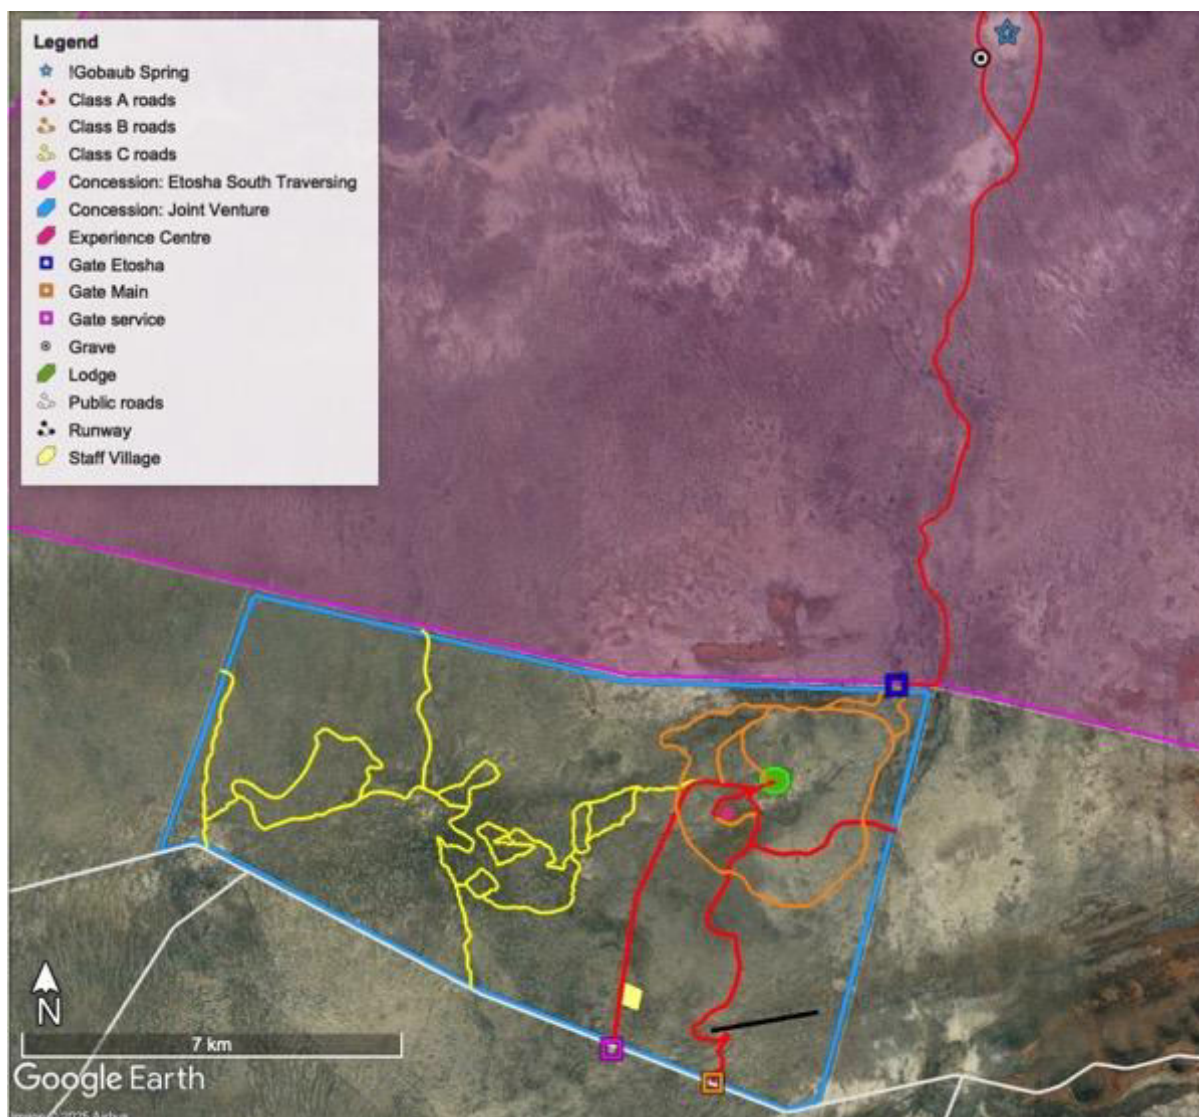 Legend
!Gobaub Spring
Class A roads
Class B roads
Class C roads
Concession: Etosha South Traversing
Concession: Joint Venture
Experience Centre
Gate Etosha
Gate Main
Gate service
Grave
Lodge
Public roads
Runway
Staff Village
N
7 km
Google Earth